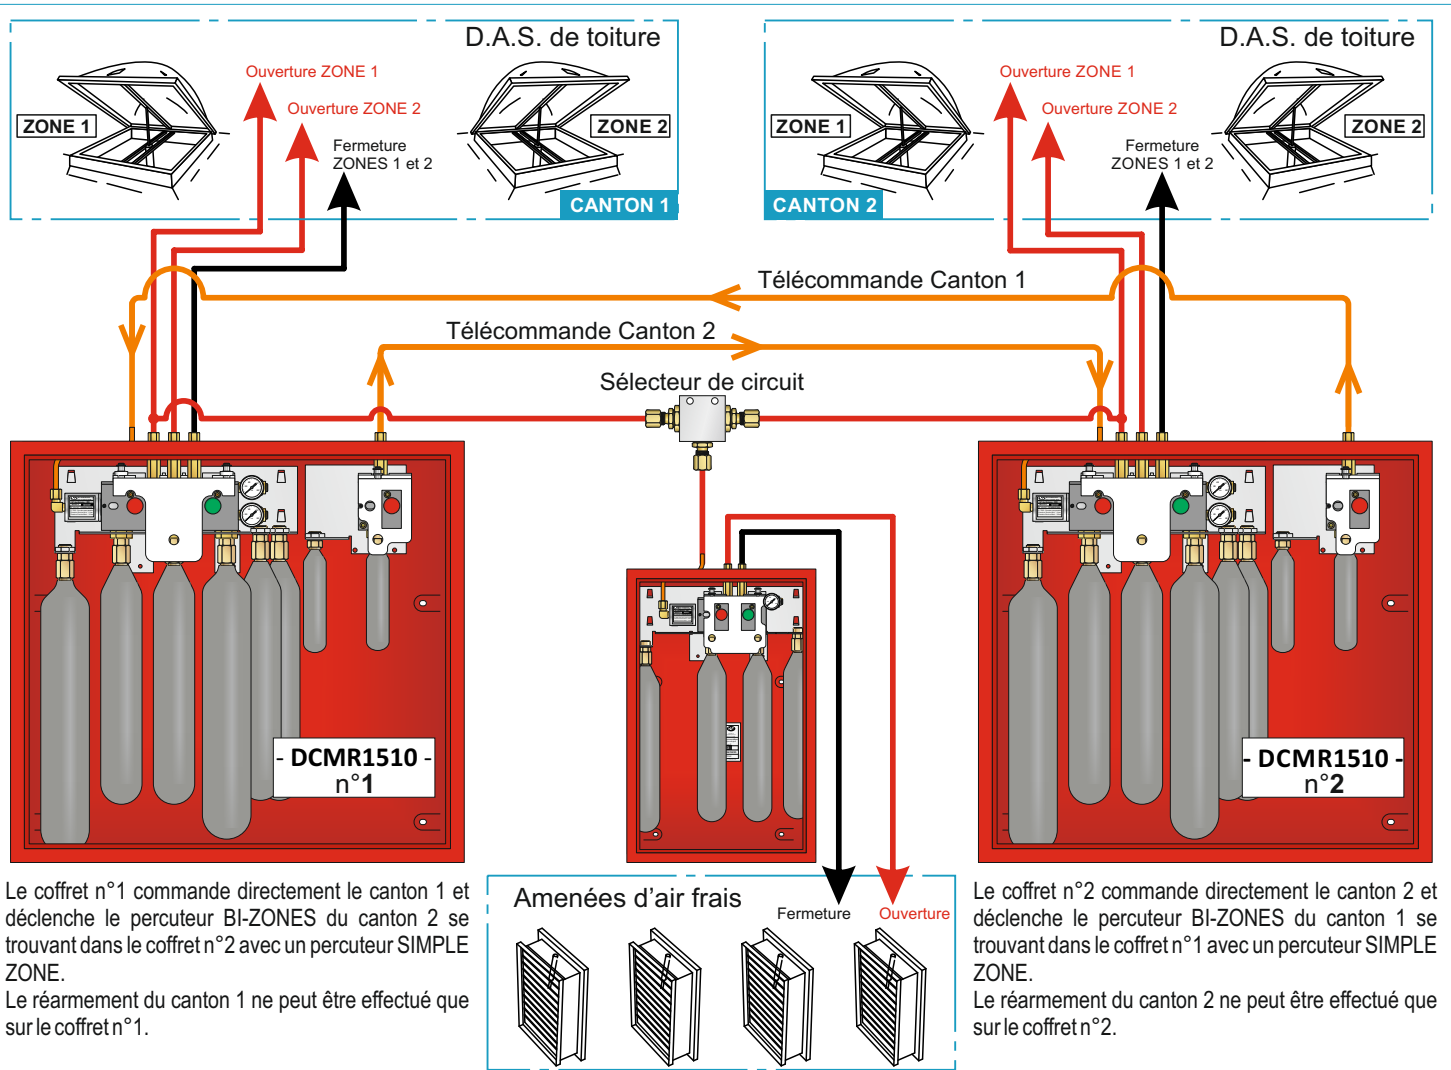 D.A.S. de toiture
Ouverture ZONE 1
Ouverture ZONE 2
ZONE 1
ZONE 2
Fermeture
ZONES 1 et 2
CANTON 1
D.A.S. de toiture
Ouverture ZONE 1
Ouverture ZONE 2
ZONE 1
ZONE 2
Fermeture
ZONES 1 et 2
CANTON 2
Télécommande Canton 1
Télécommande Canton 2
Sélecteur de circuit
- DCMR1510 -
n°1
- DCMR1510 -
n°2
Le coffret n°1 commande directement le canton 1 et
déclenche le percuteur BI-ZONES du canton 2 se
trouvant dans le coffret n°2 avec un percuteur SIMPLE
ZONE.
Le réarmement du canton 1 ne peut être effectué que
sur le coffret n°1.
Amenées d'air frais
Fermeture
Ouverture
Le coffret n°2 commande directement le canton 2 et
déclenche le percuteur BI-ZONES du canton 1 se
trouvant dans le coffret n°1 avec un percuteur SIMPLE
ZONE.
Le réarmement du canton 2 ne peut être effectué que
sur le coffret n°2.